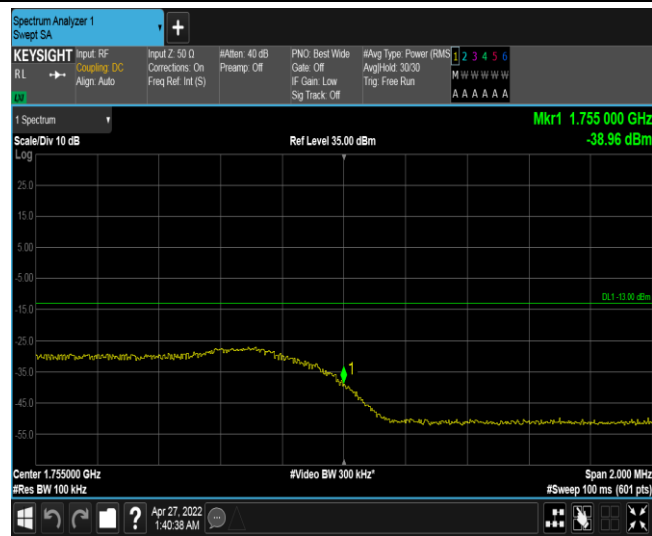 Spectrum Analyzer 1
Swept SA
+
KEYSIGHT
RL
Input: RF
Coupling: DC
Align: Auto
Input Z: 50 Ω
Corrections: On
Freq Ref: Int (S)
#Atten: 40 dB
Preamp: Off
PNO: Best Wide
Gate: Off
IF Gain: Low
Sig Track: Off
#Avg Type: Power (RMS
Avg|Hold: 30/30
Trig: Free Run
1 2 3 4 5 6
M W W W W W
A A A A A A
1 Spectrum
Mkr1 1.755 000 GHz
-38.96 dBm
Scale/Div 10 dB
Ref Level 35.00 dBm
Log
25.0
15.0
5.00
-5.00
DL1 -13.00 dBm
-15.0
-25.0
1
-35.0
-45.0
-55.0
Center 1.755000 GHz
#Video BW 300 kHz*
Span 2.000 MHz
#Res BW 100 kHz
#Sweep 100 ms (601 pts)
?
Apr 27, 2022
1:40:38 AM